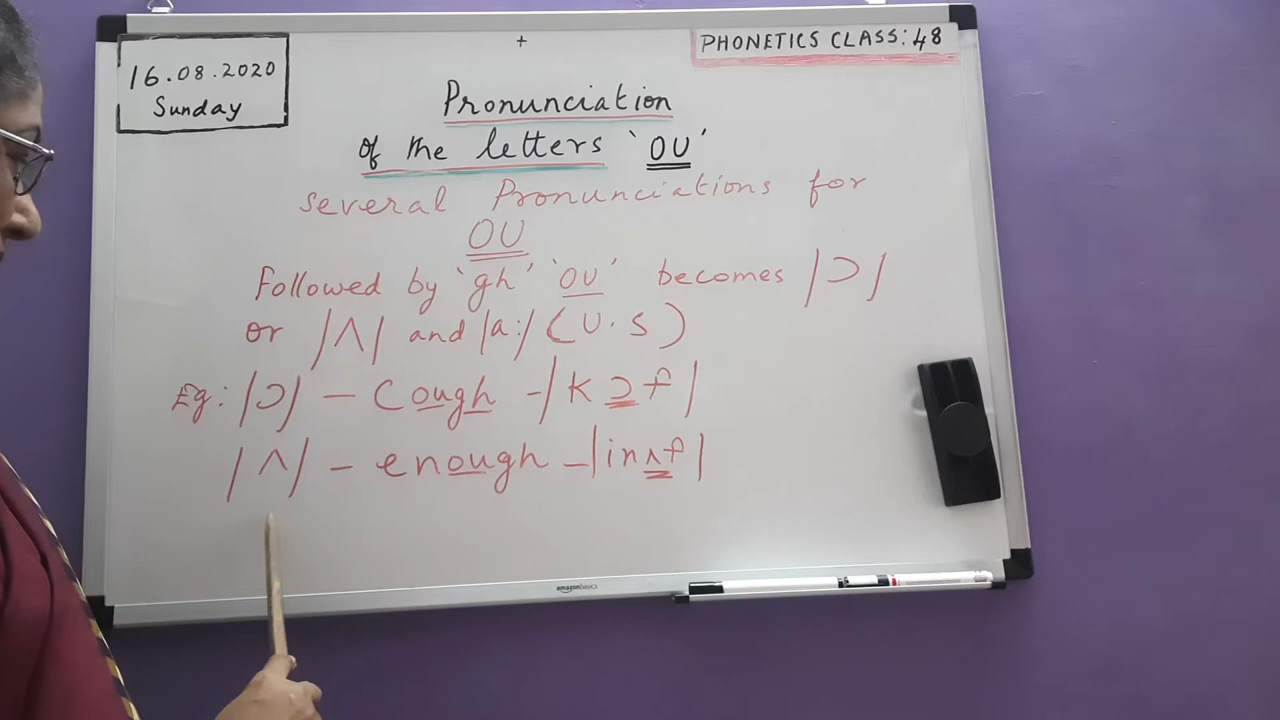 16.08.2020
Sunday
PHONETICS CLASS: 48
Pronunciation
of the letters 'OU'
several Pronunciations for
OU
Followed by 'gh' 'OU' becomes |Ɔ|
or |Λ| and |a:| (U.S)
Eg: |Ɔ| – Cough – |KƆf|
|Λ| – enough – |inΛf|
amazonbasics